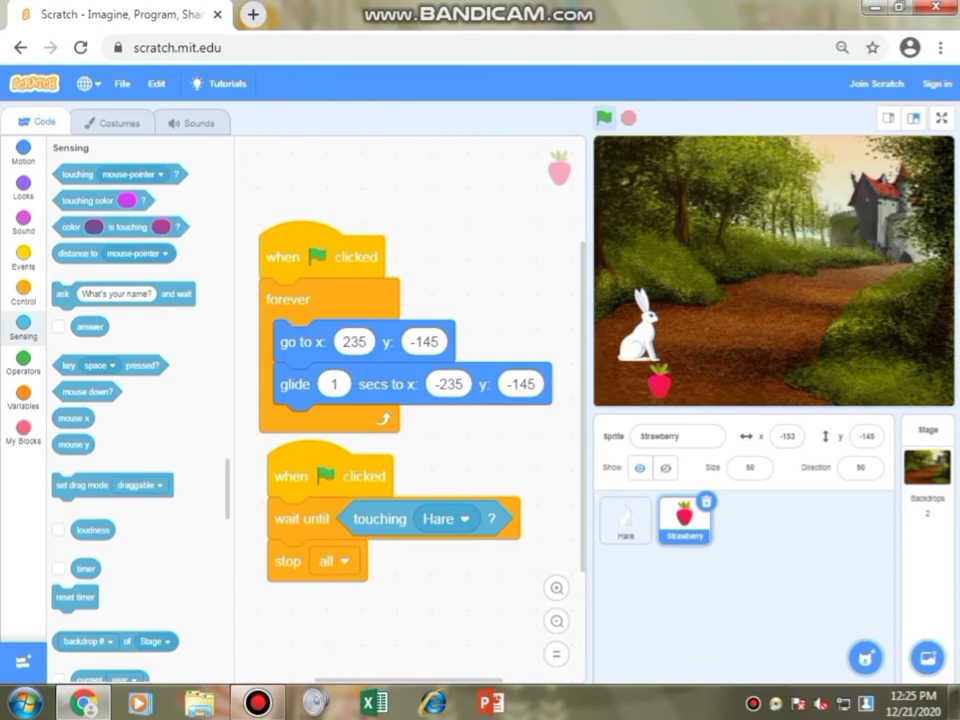 Scratch - Imagine, Program, Shar
www.BANDICAM.com
scratch.mit.edu
SCRATCH
File
Edit
Tutorials
Join Scratch
Sign in
Code
Costumes
Sounds
Motion
Looks
Sound
Events
Control
Sensing
Operators
Variables
My Blocks
Sensing
touching mouse-pointer ?
touching color ?
color is touching ?
distance to mouse-pointer
ask What's your name? and wait
answer
key space pressed?
mouse down?
mouse x
mouse y
set drag mode draggable
loudness
timer
reset timer
backdrop # of Stage
current year
when clicked
forever
go to x: 235 y: -145
glide 1 secs to x: -235 y: -145
when clicked
wait until touching Hare ?
stop all
Sprite Strawberry x -153 y -145
Show Size 50 Direction 90
Hare
Strawberry
Stage
Backdrops
2
12:25 PM
12/21/2020